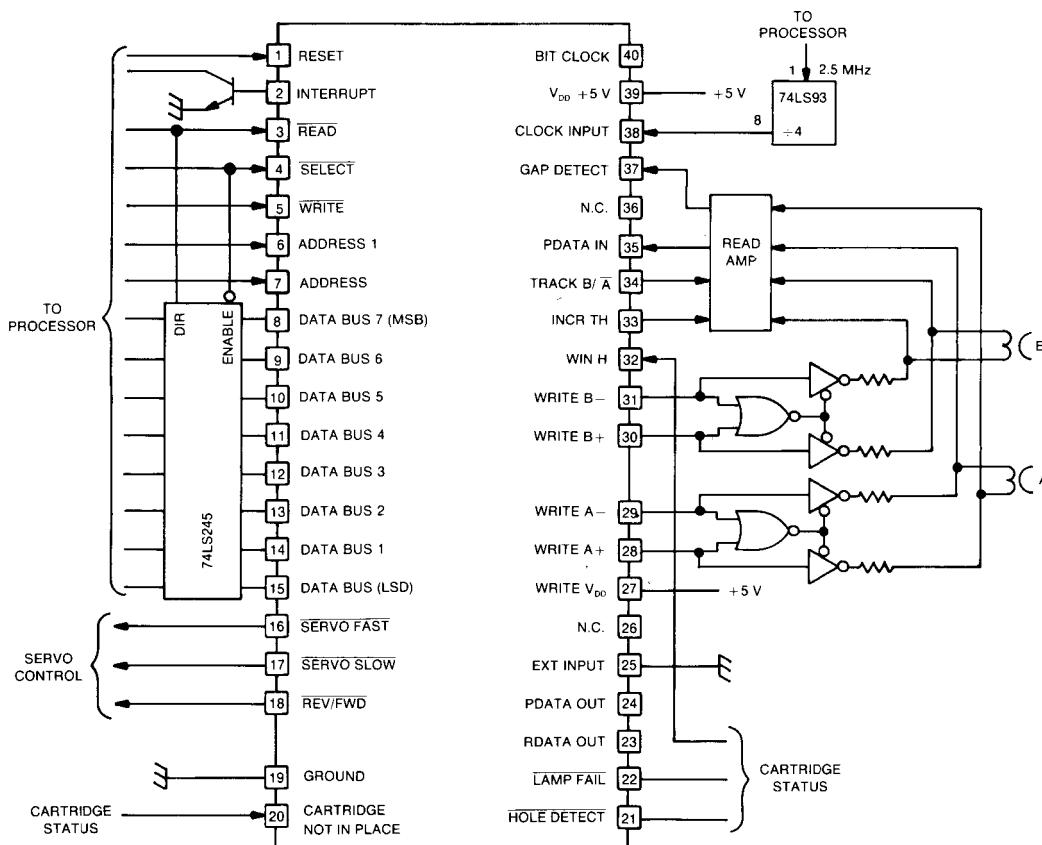 TO
PROCESSOR
1 RESET
2 INTERRUPT
3 READ
4 SELECT
5 WRITE
6 ADDRESS 1
7 ADDRESS
8 DATA BUS 7 (MSB)
9 DATA BUS 6
10 DATA BUS 5
11 DATA BUS 4
12 DATA BUS 3
13 DATA BUS 2
14 DATA BUS 1
15 DATA BUS (LSD)
16 SERVO FAST
17 SERVO SLOW
18 REV/FWD
19 GROUND
20 CARTRIDGE
NOT IN PLACE
DIR
ENABLE
74LS245
SERVO
CONTROL
CARTRIDGE
STATUS
BIT CLOCK 40
VDD +5 V 39 +5 V
CLOCK INPUT 38
GAP DETECT 37
N.C. 36
PDATA IN 35
TRACK B/ A 34
INCR TH 33
WIN H 32
WRITE B− 31
WRITE B+ 30
WRITE A− 29
WRITE A+ 28
WRITE VDD 27 +5 V
N.C. 26
EXT INPUT 25
PDATA OUT 24
RDATA OUT 23
LAMP FAIL 22
HOLE DETECT 21
TO
PROCESSOR
1 2.5 MHz
74LS93
8
÷4
READ
AMP
CARTRIDGE
STATUS